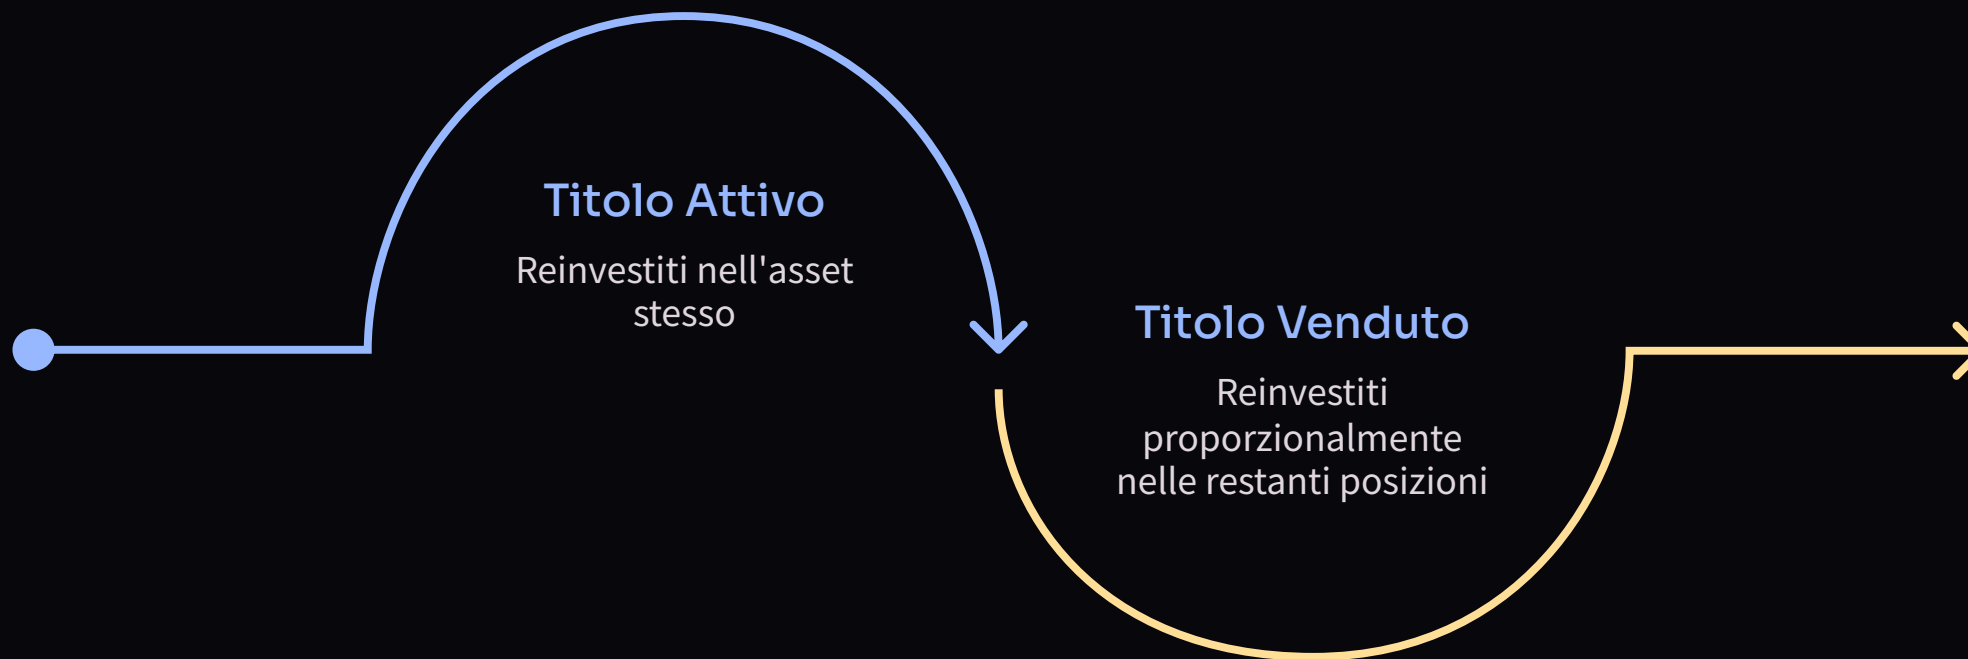 Titolo Attivo
Reinvestiti nell'asset
stesso
Titolo Venduto
Reinvestiti
proporzionalmente
nelle restanti posizioni